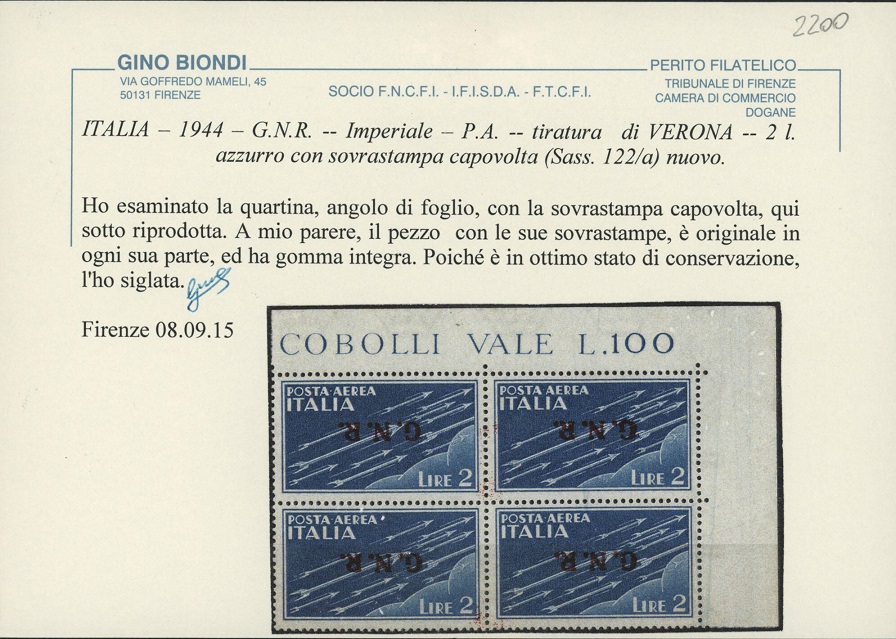 2200
GINO BIONDI
VIA GOFFREDO MAMELI, 45
50131 FIRENZE
SOCIO F.N.C.F.I. - I.F.I.S.D.A. - F.T.C.F.I.
PERITO FILATELICO
TRIBUNALE DI FIRENZE
CAMERA DI COMMERCIO
DOGANE
ITALIA – 1944 – G.N.R. -- Imperiale – P.A. -- tiratura di VERONA -- 2 l.
azzurro con sovrastampa capovolta (Sass. 122/a) nuovo.
Ho esaminato la quartina, angolo di foglio, con la sovrastampa capovolta, qui
sotto riprodotta. A mio parere, il pezzo con le sue sovrastampe, è originale in
ogni sua parte, ed ha gomma integra. Poiché è in ottimo stato di conservazione,
l'ho siglata.
Firenze 08.09.15
COBOLLI VALE L.100
POSTA·AEREA
ITALIA
G.N.R.
LIRE 2
POSTA·AEREA
ITALIA
G.N.R.
LIRE 2
POSTA·AEREA
ITALIA
G.N.R.
LIRE 2
POSTA·AEREA
ITALIA
G.N.R.
LIRE 2